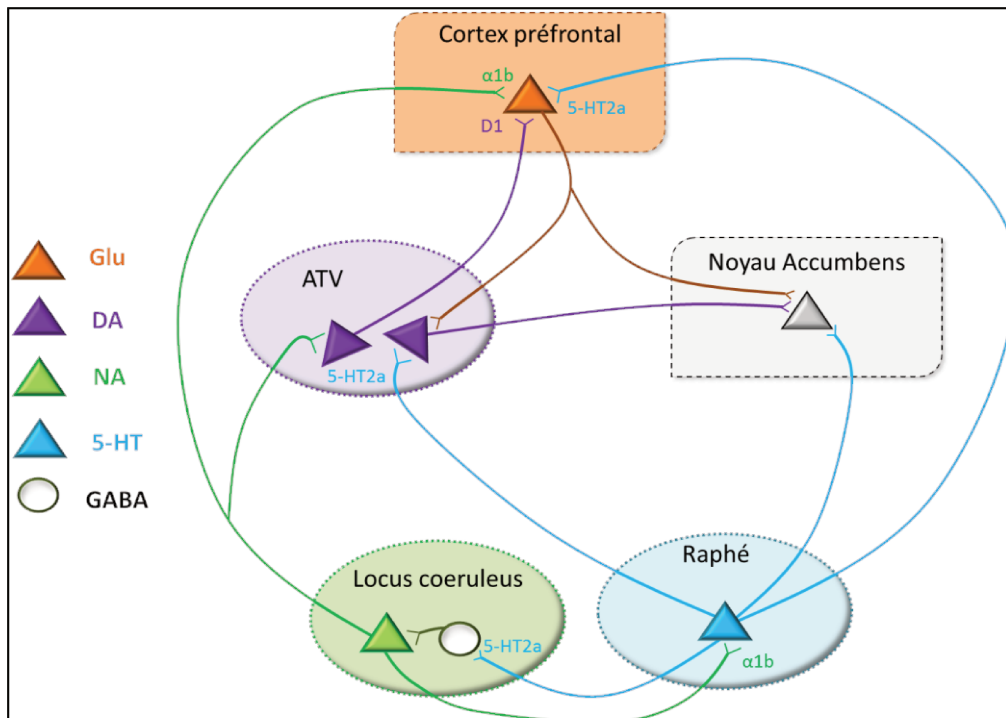 Cortex préfrontal
α1b
5-HT2a
D1
Glu
DA
NA
5-HT
GABA
ATV
5-HT2a
Noyau Accumbens
Locus coeruleus
5-HT2a
Raphé
α1b